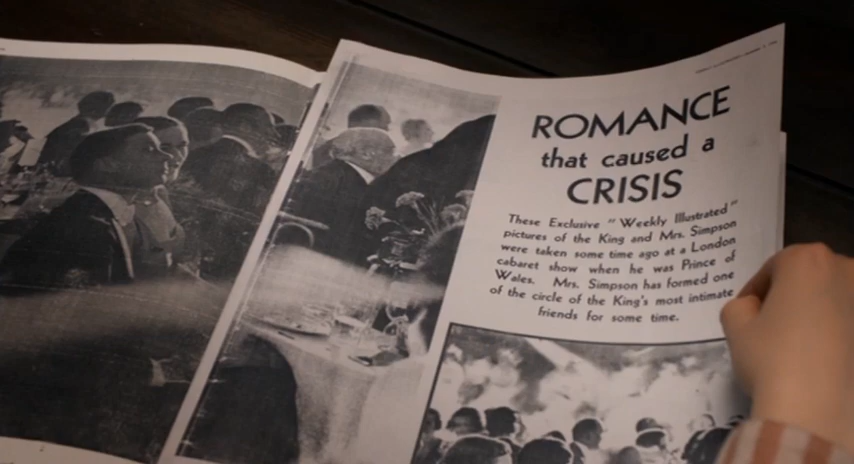 ROMANCE
that caused a
CRISIS
These Exclusive "Weekly Illustrated"
pictures of the King and Mrs. Simpson
were taken some time ago at a London
cabaret show when he was Prince of
Wales. Mrs. Simpson has formed one
of the circle of the King's most intimate
friends for some time.